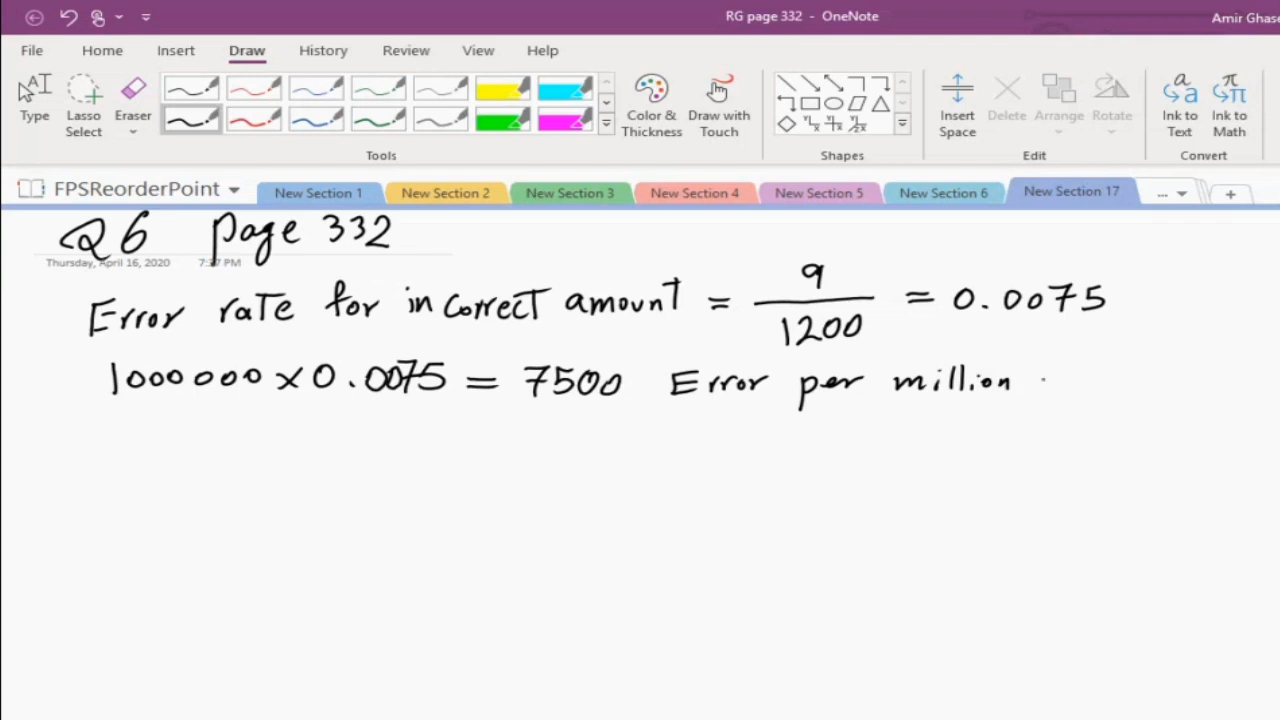 RG page 332 - OneNote
Amir Ghase
File Home Insert Draw History Review View Help
Type
Lasso Select
Eraser
Color & Thickness
Draw with Touch
Insert Space
Delete
Arrange
Rotate
Ink to Text
Ink to Math
Tools Shapes Edit Convert
FPSReorderPoint New Section 1 New Section 2 New Section 3 New Section 4 New Section 5 New Section 6 New Section 17 ...
Q6 Page 332
Thursday, April 16, 2020 7:37 PM
Error rate for incorrect amount = 9/1200 = 0.0075
1000000 × 0.0075 = 7500 Error per million .